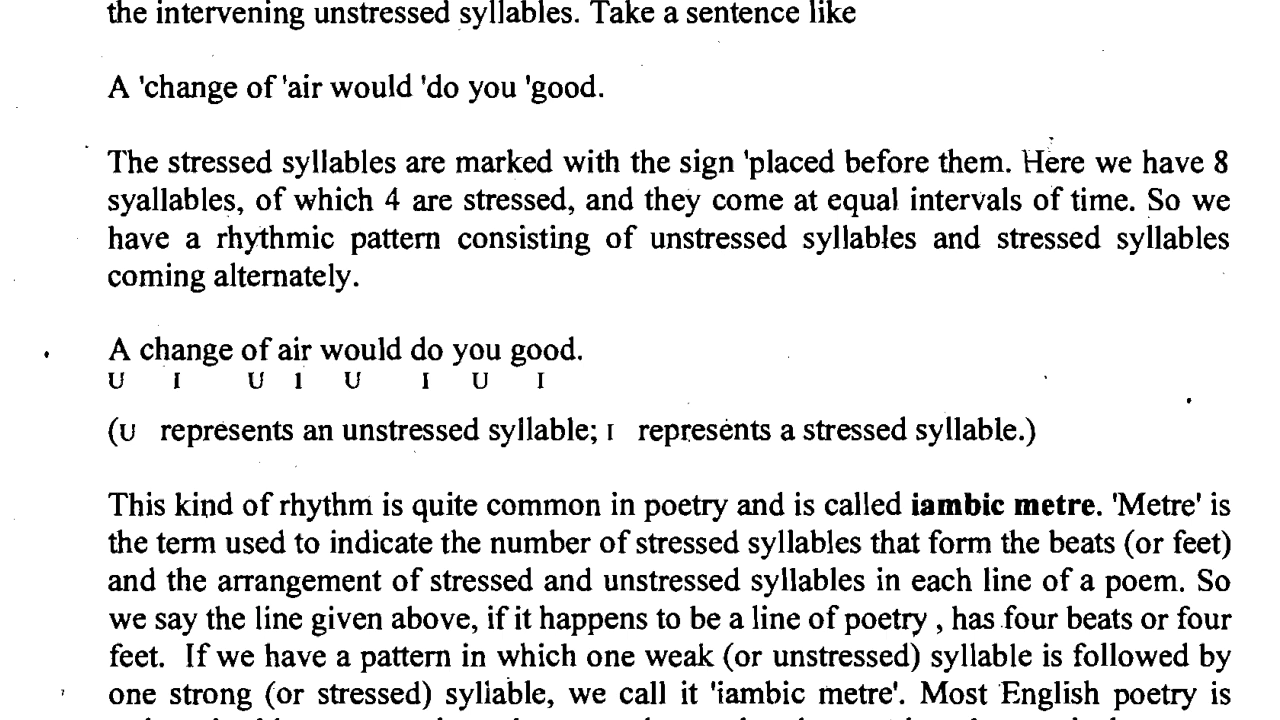 the intervening unstressed syllables. Take a sentence like
A 'change of 'air would 'do you 'good.
The stressed syllables are marked with the sign 'placed before them. Here we have 8
syallables, of which 4 are stressed, and they come at equal intervals of time. So we
have a rhythmic pattern consisting of unstressed syllables and stressed syllables
coming alternately.
A change of air would do you good.
U I U 1 U I U I
(U represents an unstressed syllable; I represents a stressed syllable.)
This kind of rhythm is quite common in poetry and is called iambic metre. 'Metre' is
the term used to indicate the number of stressed syllables that form the beats (or feet)
and the arrangement of stressed and unstressed syllables in each line of a poem. So
we say the line given above, if it happens to be a line of poetry , has four beats or four
feet. If we have a pattern in which one weak (or unstressed) syllable is followed by
one strong (or stressed) syliable, we call it 'iambic metre'. Most English poetry is